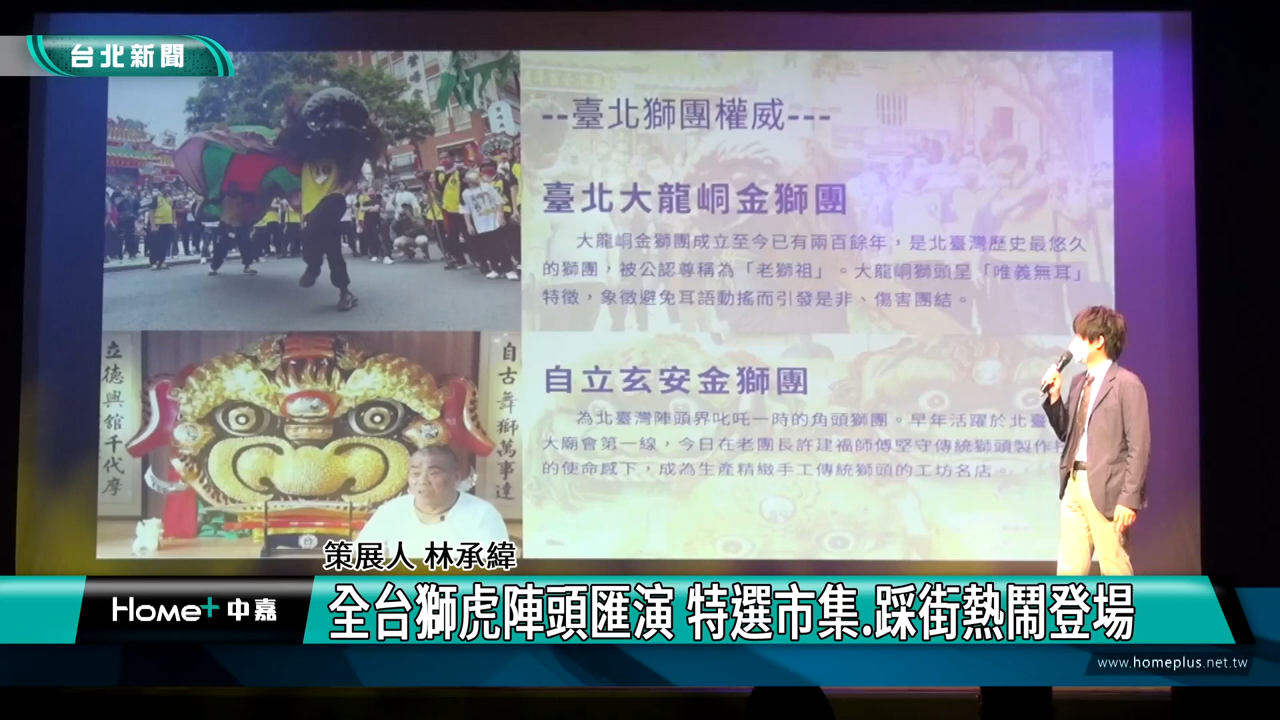 台北新聞
--臺北獅團權威---
臺北大龍峒金獅團
大龍峒金獅團成立至今已有兩百餘年，是北臺灣歷史最悠久
的獅團，被公認尊稱為「老獅祖」。大龍峒獅頭呈「唯義無耳」
特徵，象徵避免耳語動搖而引發是非、傷害團結。
立德興館千代摩
自古舞獅萬事達
自立玄安金獅團
為北臺灣陣頭界叱吒一時的角頭獅團。早年活躍於北臺
大廟會第一線，今日在老團長許建福師傅堅守傳統獅頭製作技
的使命感下，成為生產精緻手工傳統獅頭的工坊名店。
策展人 林承緯
Home+ 中嘉
全台獅虎陣頭匯演 特選市集.踩街熱鬧登場
www.homeplus.net.tw